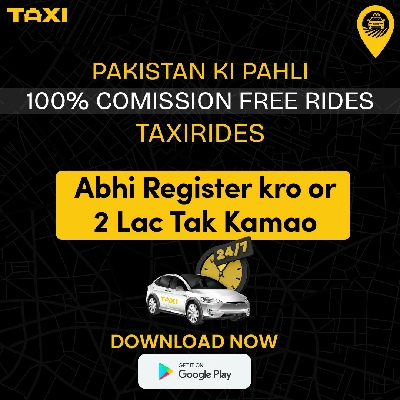 TAXI
PAKISTAN KI PAHLI
100% COMISSION FREE RIDES
TAXIRIDES
Abhi Register kro or
2 Lac Tak Kamao
24/7
TAXI
DOWNLOAD NOW
GET IT ON
Google Play